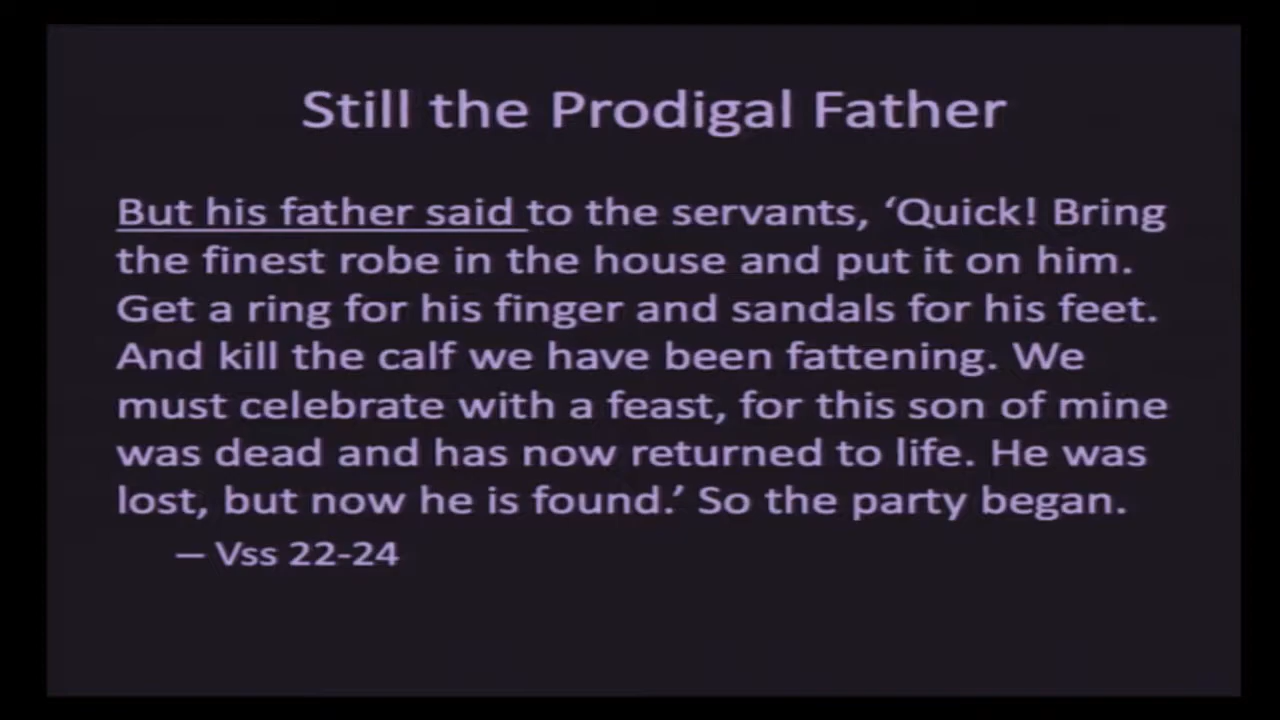 Still the Prodigal Father
But his father said to the servants, ‘Quick! Bring
the finest robe in the house and put it on him.
Get a ring for his finger and sandals for his feet.
And kill the calf we have been fattening. We
must celebrate with a feast, for this son of mine
was dead and has now returned to life. He was
lost, but now he is found.’ So the party began.
– Vss 22-24